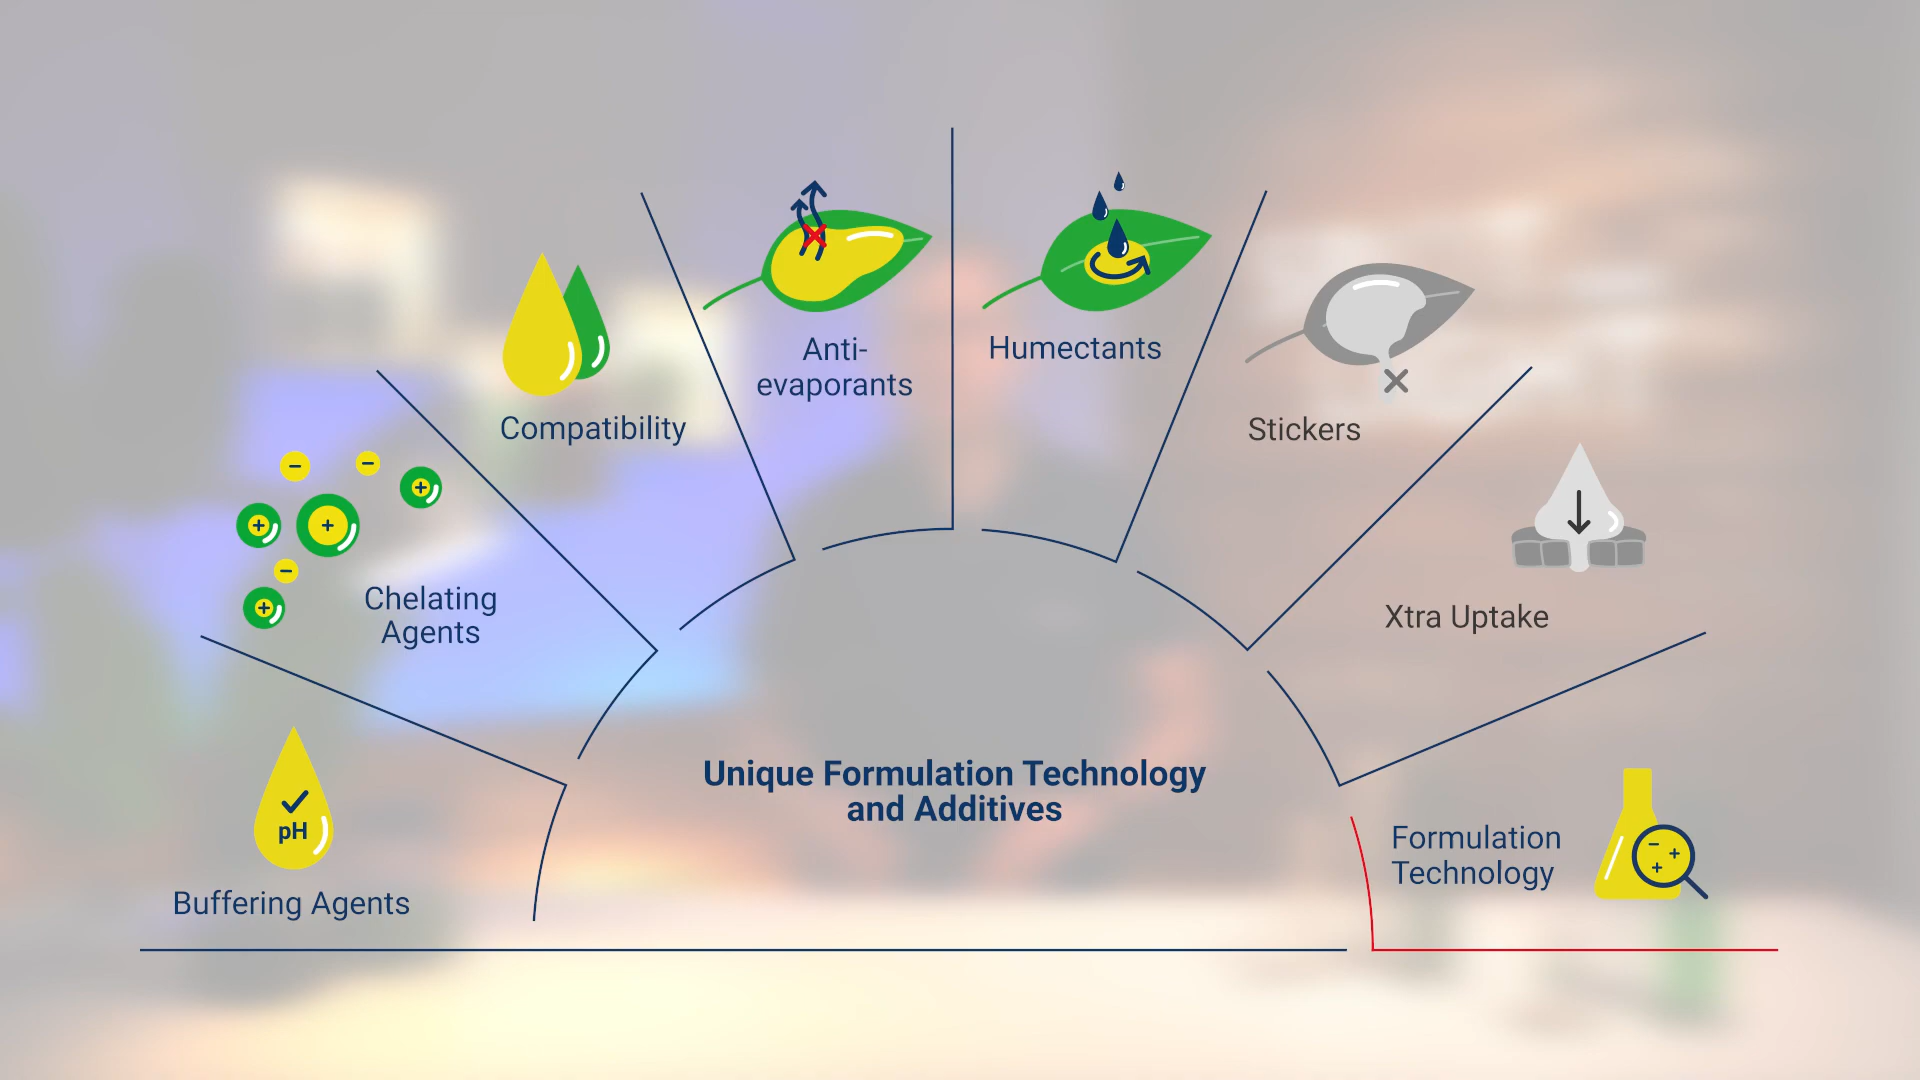 Anti-
evaporants
Humectants
Compatibility
Stickers
Chelating
Agents
Xtra Uptake
pH
Buffering Agents
Unique Formulation Technology
and Additives
Formulation
Technology